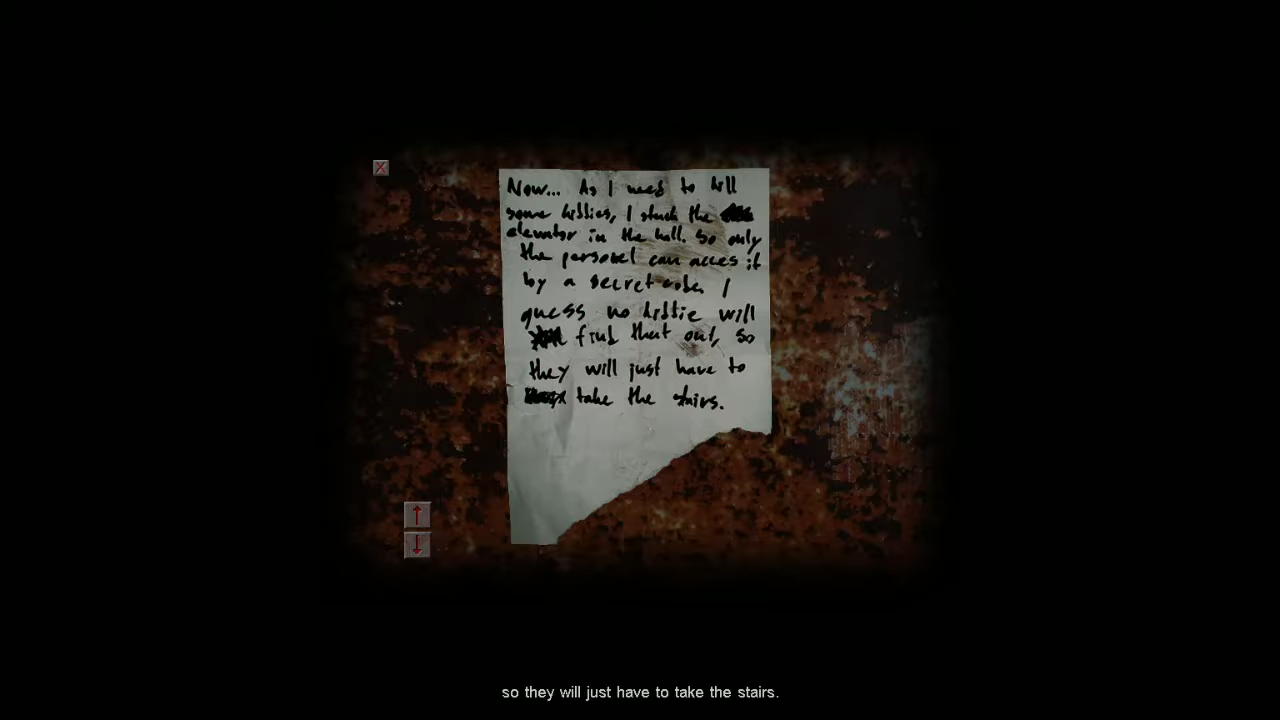 X
Now... As I need to kill
some kiddies, I stuck the
elevator in the hall. So only
the personel can acces it
by a secret code. I
guess no kiddie will
find that out, so
they will just have to
take the stairs.
so they will just have to take the stairs.